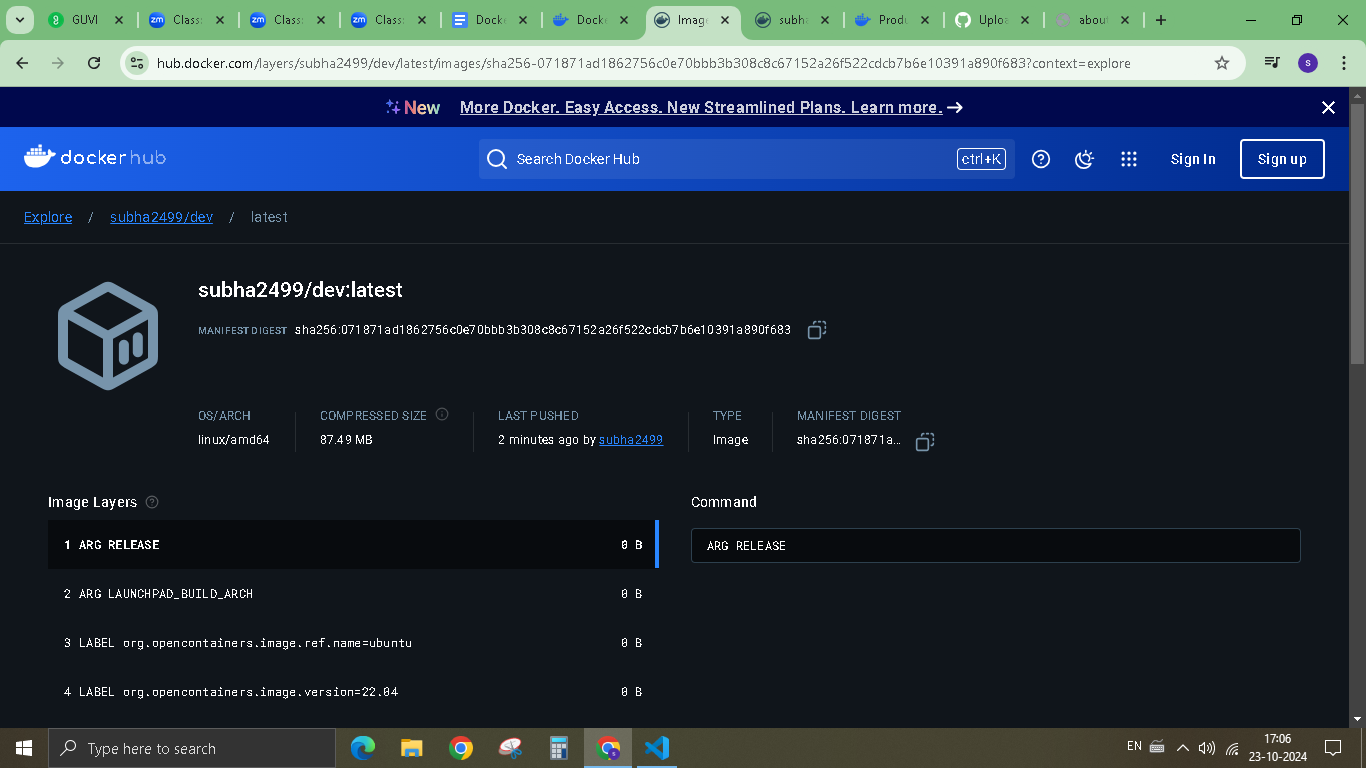 GUVI
Class:
Class:
Class:
Docke
Docke
Image
subha
Produ
Uploa
about
hub.docker.com/layers/subha2499/dev/latest/images/sha256-071871ad1862756c0e70bbb3b308c8c67152a26f522cdcb7b6e10391a890f683?context=explore
New More Docker. Easy Access. New Streamlined Plans. Learn more.
docker hub
Search Docker Hub
ctrl+K
Sign In
Sign up
Explore / subha2499/dev / latest
subha2499/dev:latest
MANIFEST DIGEST sha256:071871ad1862756c0e70bbb3b308c8c67152a26f522cdcb7b6e10391a890f683
OS/ARCH
linux/amd64
COMPRESSED SIZE
87.49 MB
LAST PUSHED
2 minutes ago by subha2499
TYPE
Image
MANIFEST DIGEST
sha256:071871a...
Image Layers
1 ARG RELEASE 0 B
2 ARG LAUNCHPAD_BUILD_ARCH 0 B
3 LABEL org.opencontainers.image.ref.name=ubuntu 0 B
4 LABEL org.opencontainers.image.version=22.04 0 B
Command
ARG RELEASE
Type here to search
EN
17:06
23-10-2024